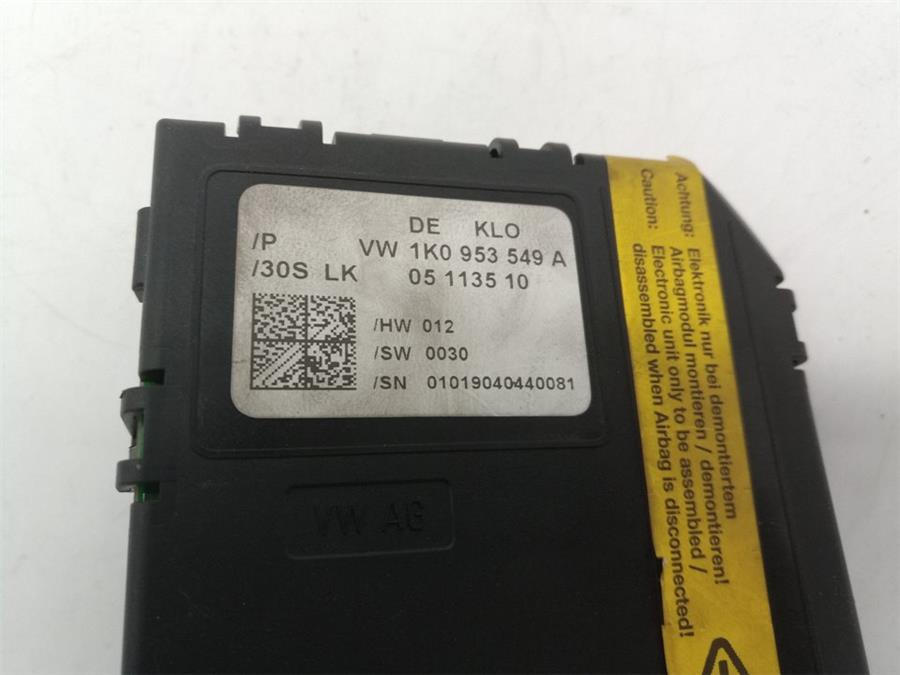 DE KLO
/P VW 1K0 953 549 A
/30S LK 05 1135 10
/HW 012
/SW 0030
/SN 01019040440081
VW AG
Achtung: Elektronik nur bei demontiertem
Airbagmodul montieren / demontieren!
Caution: Electronic unit only to be assembled /
disassembled when Airbag is disconnected!